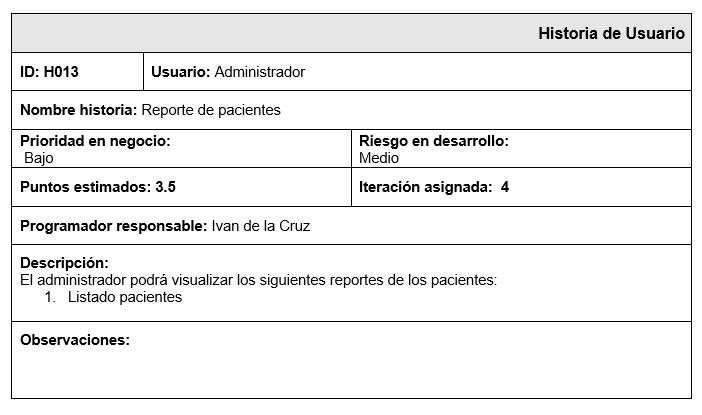 Historia de Usuario
ID: H013
Usuario: Administrador
Nombre historia: Reporte de pacientes
Prioridad en negocio:
Bajo
Riesgo en desarrollo:
Medio
Puntos estimados: 3.5
Iteración asignada: 4
Programador responsable: Ivan de la Cruz
Descripción:
El administrador podrá visualizar los siguientes reportes de los pacientes:
1. Listado pacientes
Observaciones: